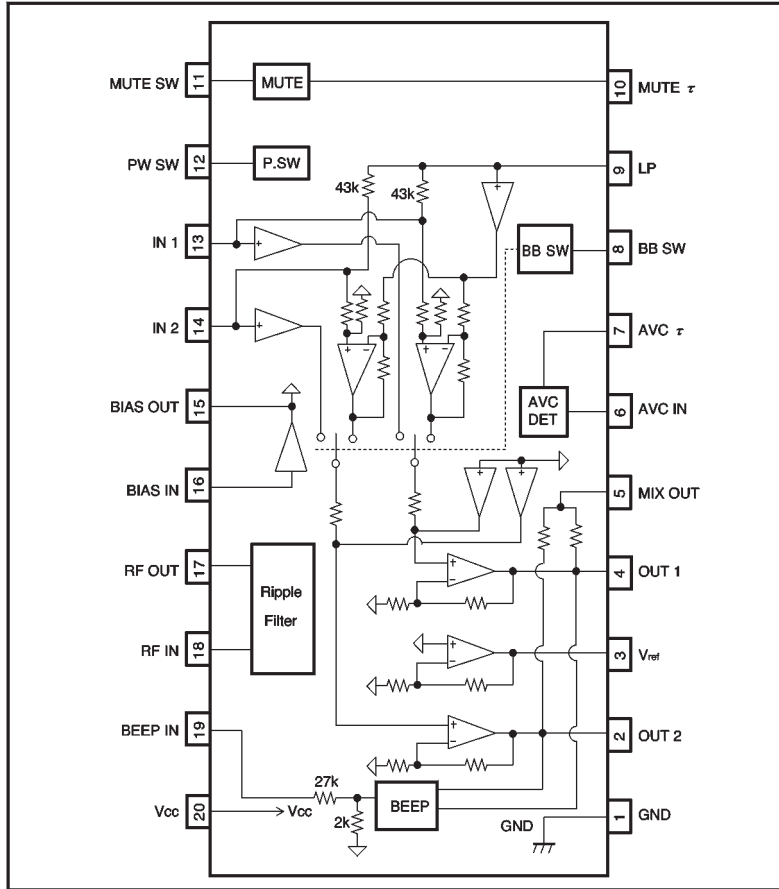 MUTE SW 11 MUTE 10 MUTE τ
PW SW 12 P.SW 9 LP
43k 43k
IN 1 13 + BB SW 8 BB SW
IN 2 14 + 7 AVC τ
+ - + -
BIAS OUT 15 AVC DET 6 AVC IN
BIAS IN 16 + + 5 MIX OUT
RF OUT 17 Ripple Filter + - 4 OUT 1
RF IN 18 + - 3 Vref
BEEP IN 19 + - 2 OUT 2
27k
2k BEEP
Vcc 20 Vcc GND 1 GND